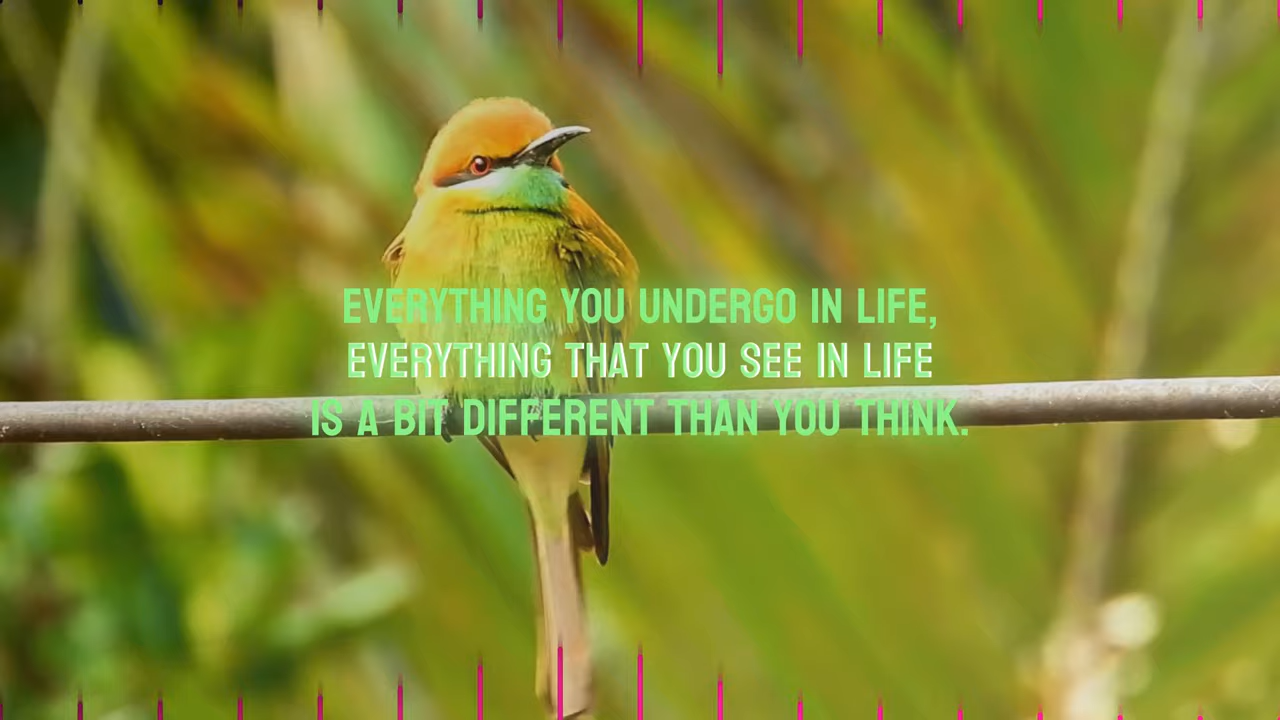 EVERYTHING YOU UNDERGO IN LIFE,
EVERYTHING THAT YOU SEE IN LIFE
IS A BIT DIFFERENT THAN YOU THINK.